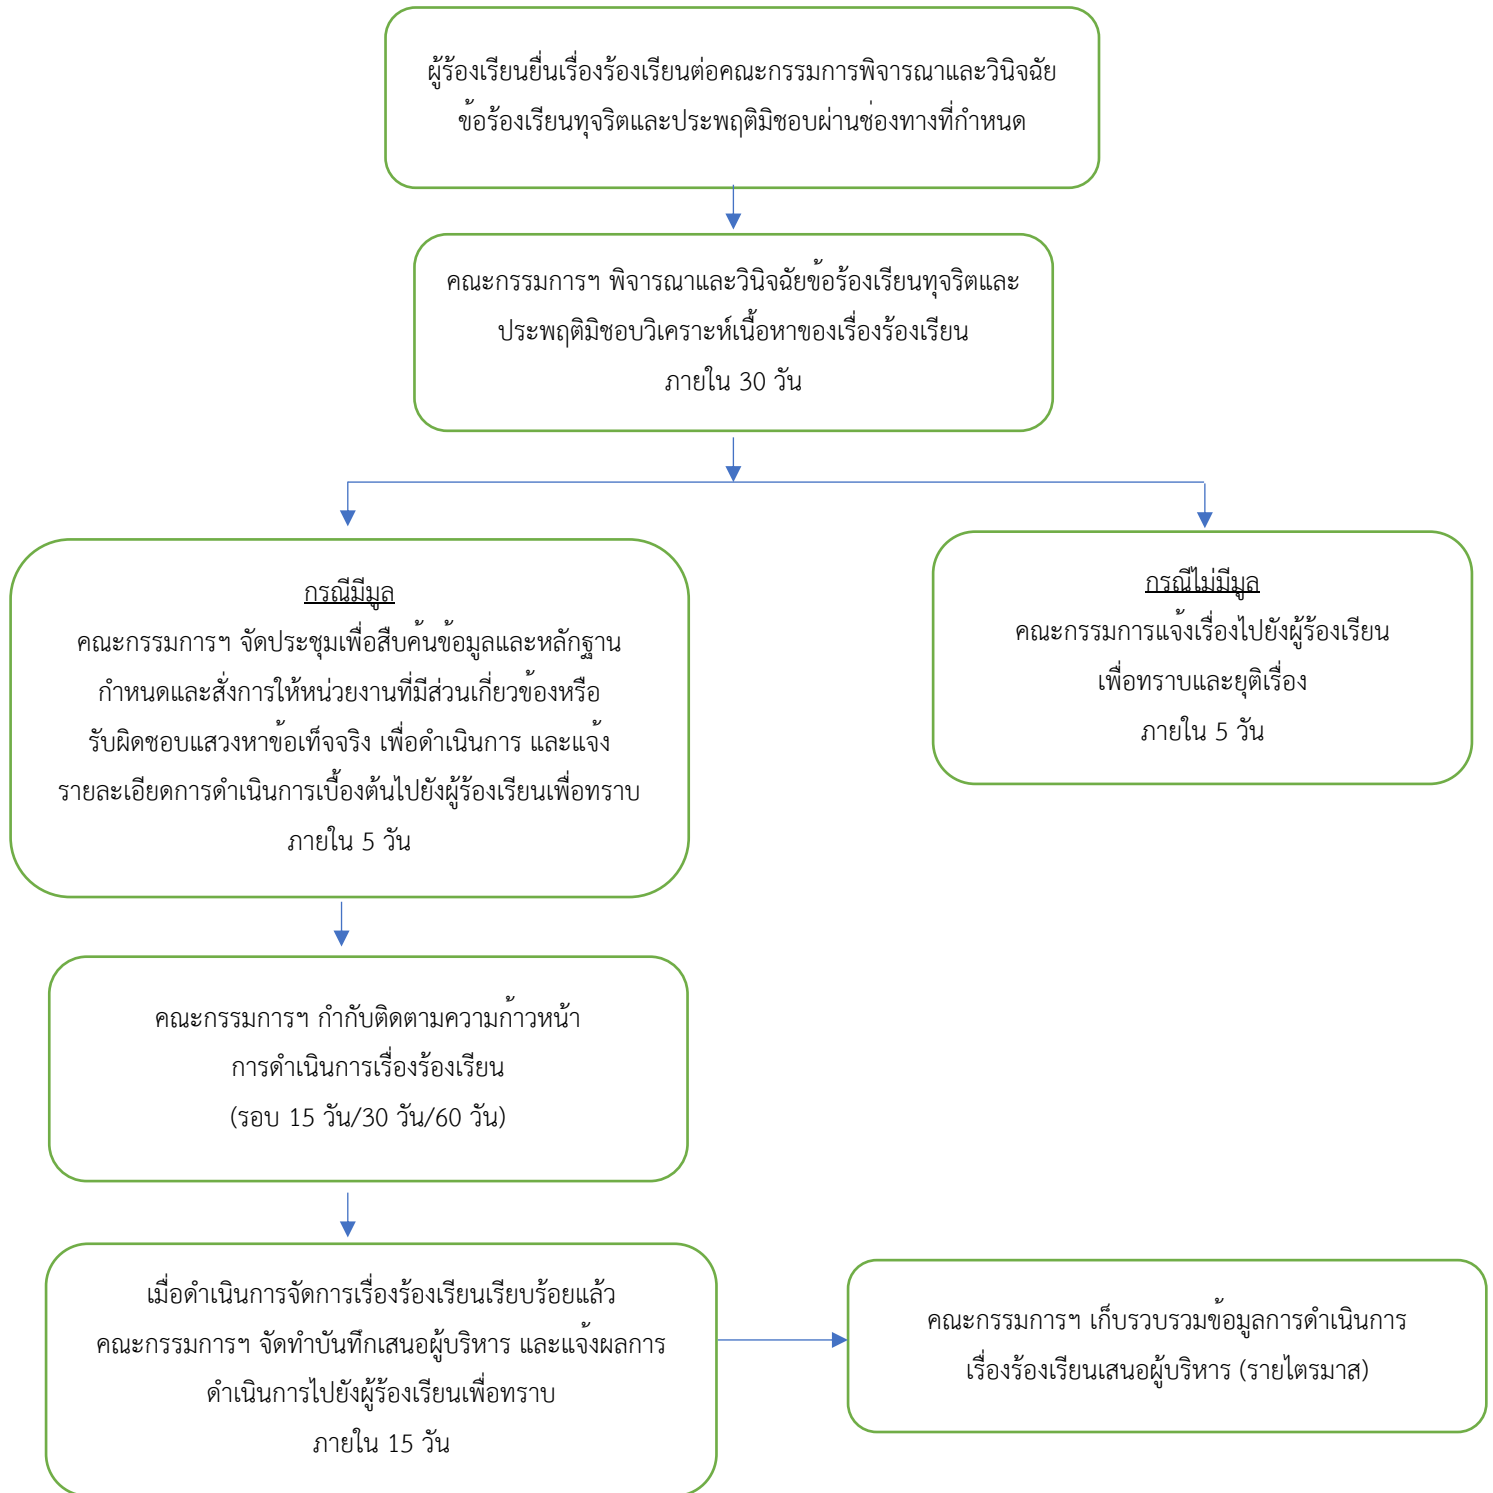 ผู้ร้องเรียนยื่นเรื่องร้องเรียนต่อคณะกรรมการพิจารณาและวินิจฉัย
ข้อร้องเรียนทุจริตและประพฤติมิชอบผ่านช่องทางที่กำหนด
คณะกรรมการฯ พิจารณาและวินิจฉัยข้อร้องเรียนทุจริตและ
ประพฤติมิชอบวิเคราะห์เนื้อหาของเรื่องร้องเรียน
ภายใน 30 วัน
กรณีมีมูล
คณะกรรมการฯ จัดประชุมเพื่อสืบค้นข้อมูลและหลักฐาน
กำหนดและสั่งการให้หน่วยงานที่มีส่วนเกี่ยวข้องหรือ
รับผิดชอบแสวงหาข้อเท็จจริง เพื่อดำเนินการ และแจ้ง
รายละเอียดการดำเนินการเบื้องต้นไปยังผู้ร้องเรียนเพื่อทราบ
ภายใน 5 วัน
กรณีไม่มีมูล
คณะกรรมการแจ้งเรื่องไปยังผู้ร้องเรียน
เพื่อทราบและยุติเรื่อง
ภายใน 5 วัน
คณะกรรมการฯ กำกับติดตามความก้าวหน้า
การดำเนินการเรื่องร้องเรียน
(รอบ 15 วัน/30 วัน/60 วัน)
เมื่อดำเนินการจัดการเรื่องร้องเรียนเรียบร้อยแล้ว
คณะกรรมการฯ จัดทำบันทึกเสนอผู้บริหาร และแจ้งผลการ
ดำเนินการไปยังผู้ร้องเรียนเพื่อทราบ
ภายใน 15 วัน
คณะกรรมการฯ เก็บรวบรวมข้อมูลการดำเนินการ
เรื่องร้องเรียนเสนอผู้บริหาร (รายไตรมาส)